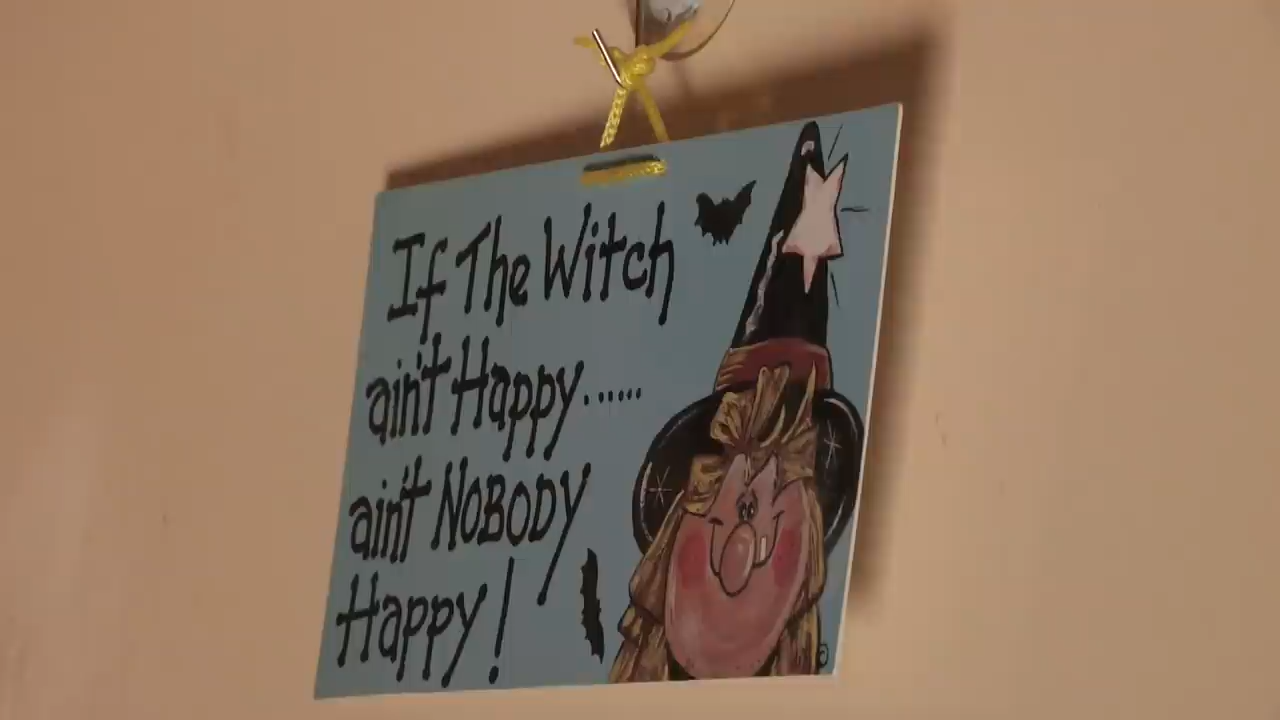 If The Witch
ain't Happy......
ain't NOBODY
Happy!
©